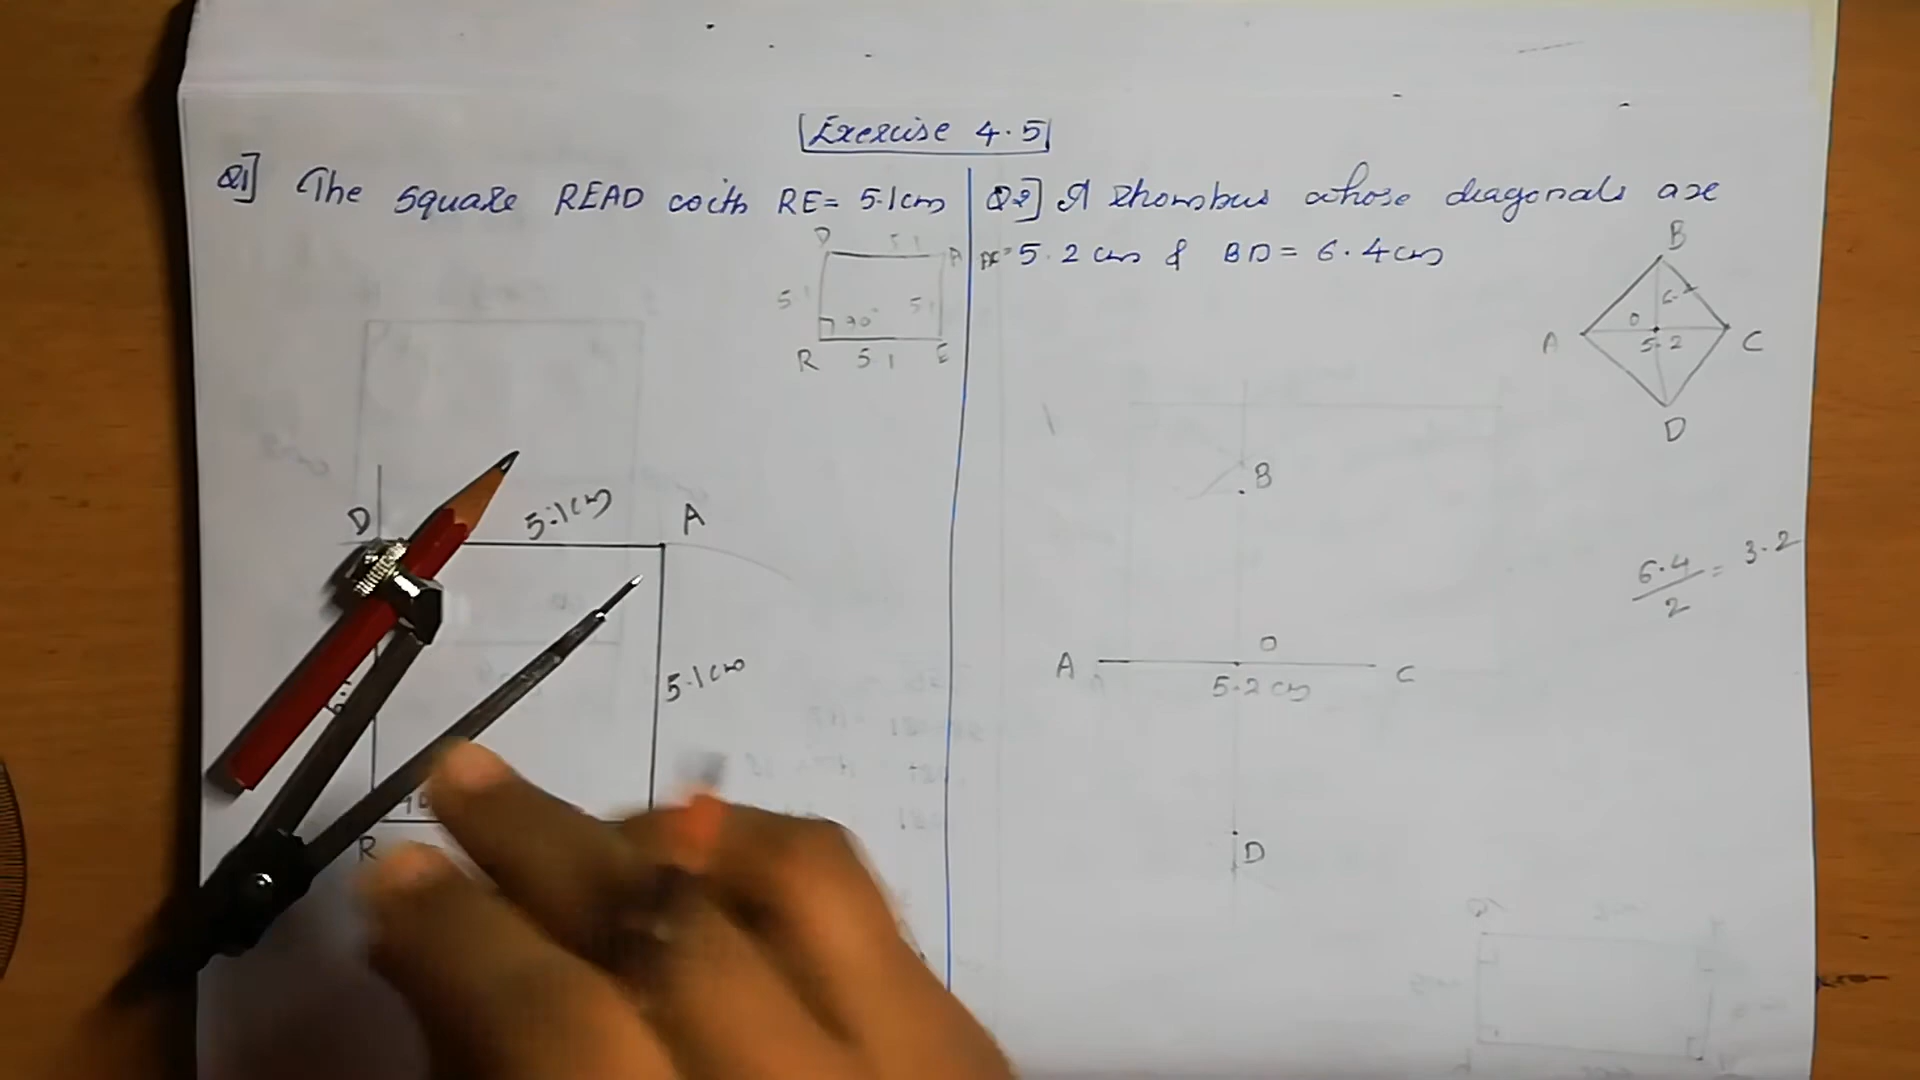 Exercise 4.5
Q1] The square READ with RE = 5.1cm
D 5.1 A
5.1 5.1
90°
R 5.1 E
D 5.1cm A
5.1cm
R
Q2] A rhombus whose diagonals are
AC = 5.2 cm & BD = 6.4cm
B
6.4
A O C
5.2
D
B
6.4/2 = 3.2
O
A C
5.2 cm
D